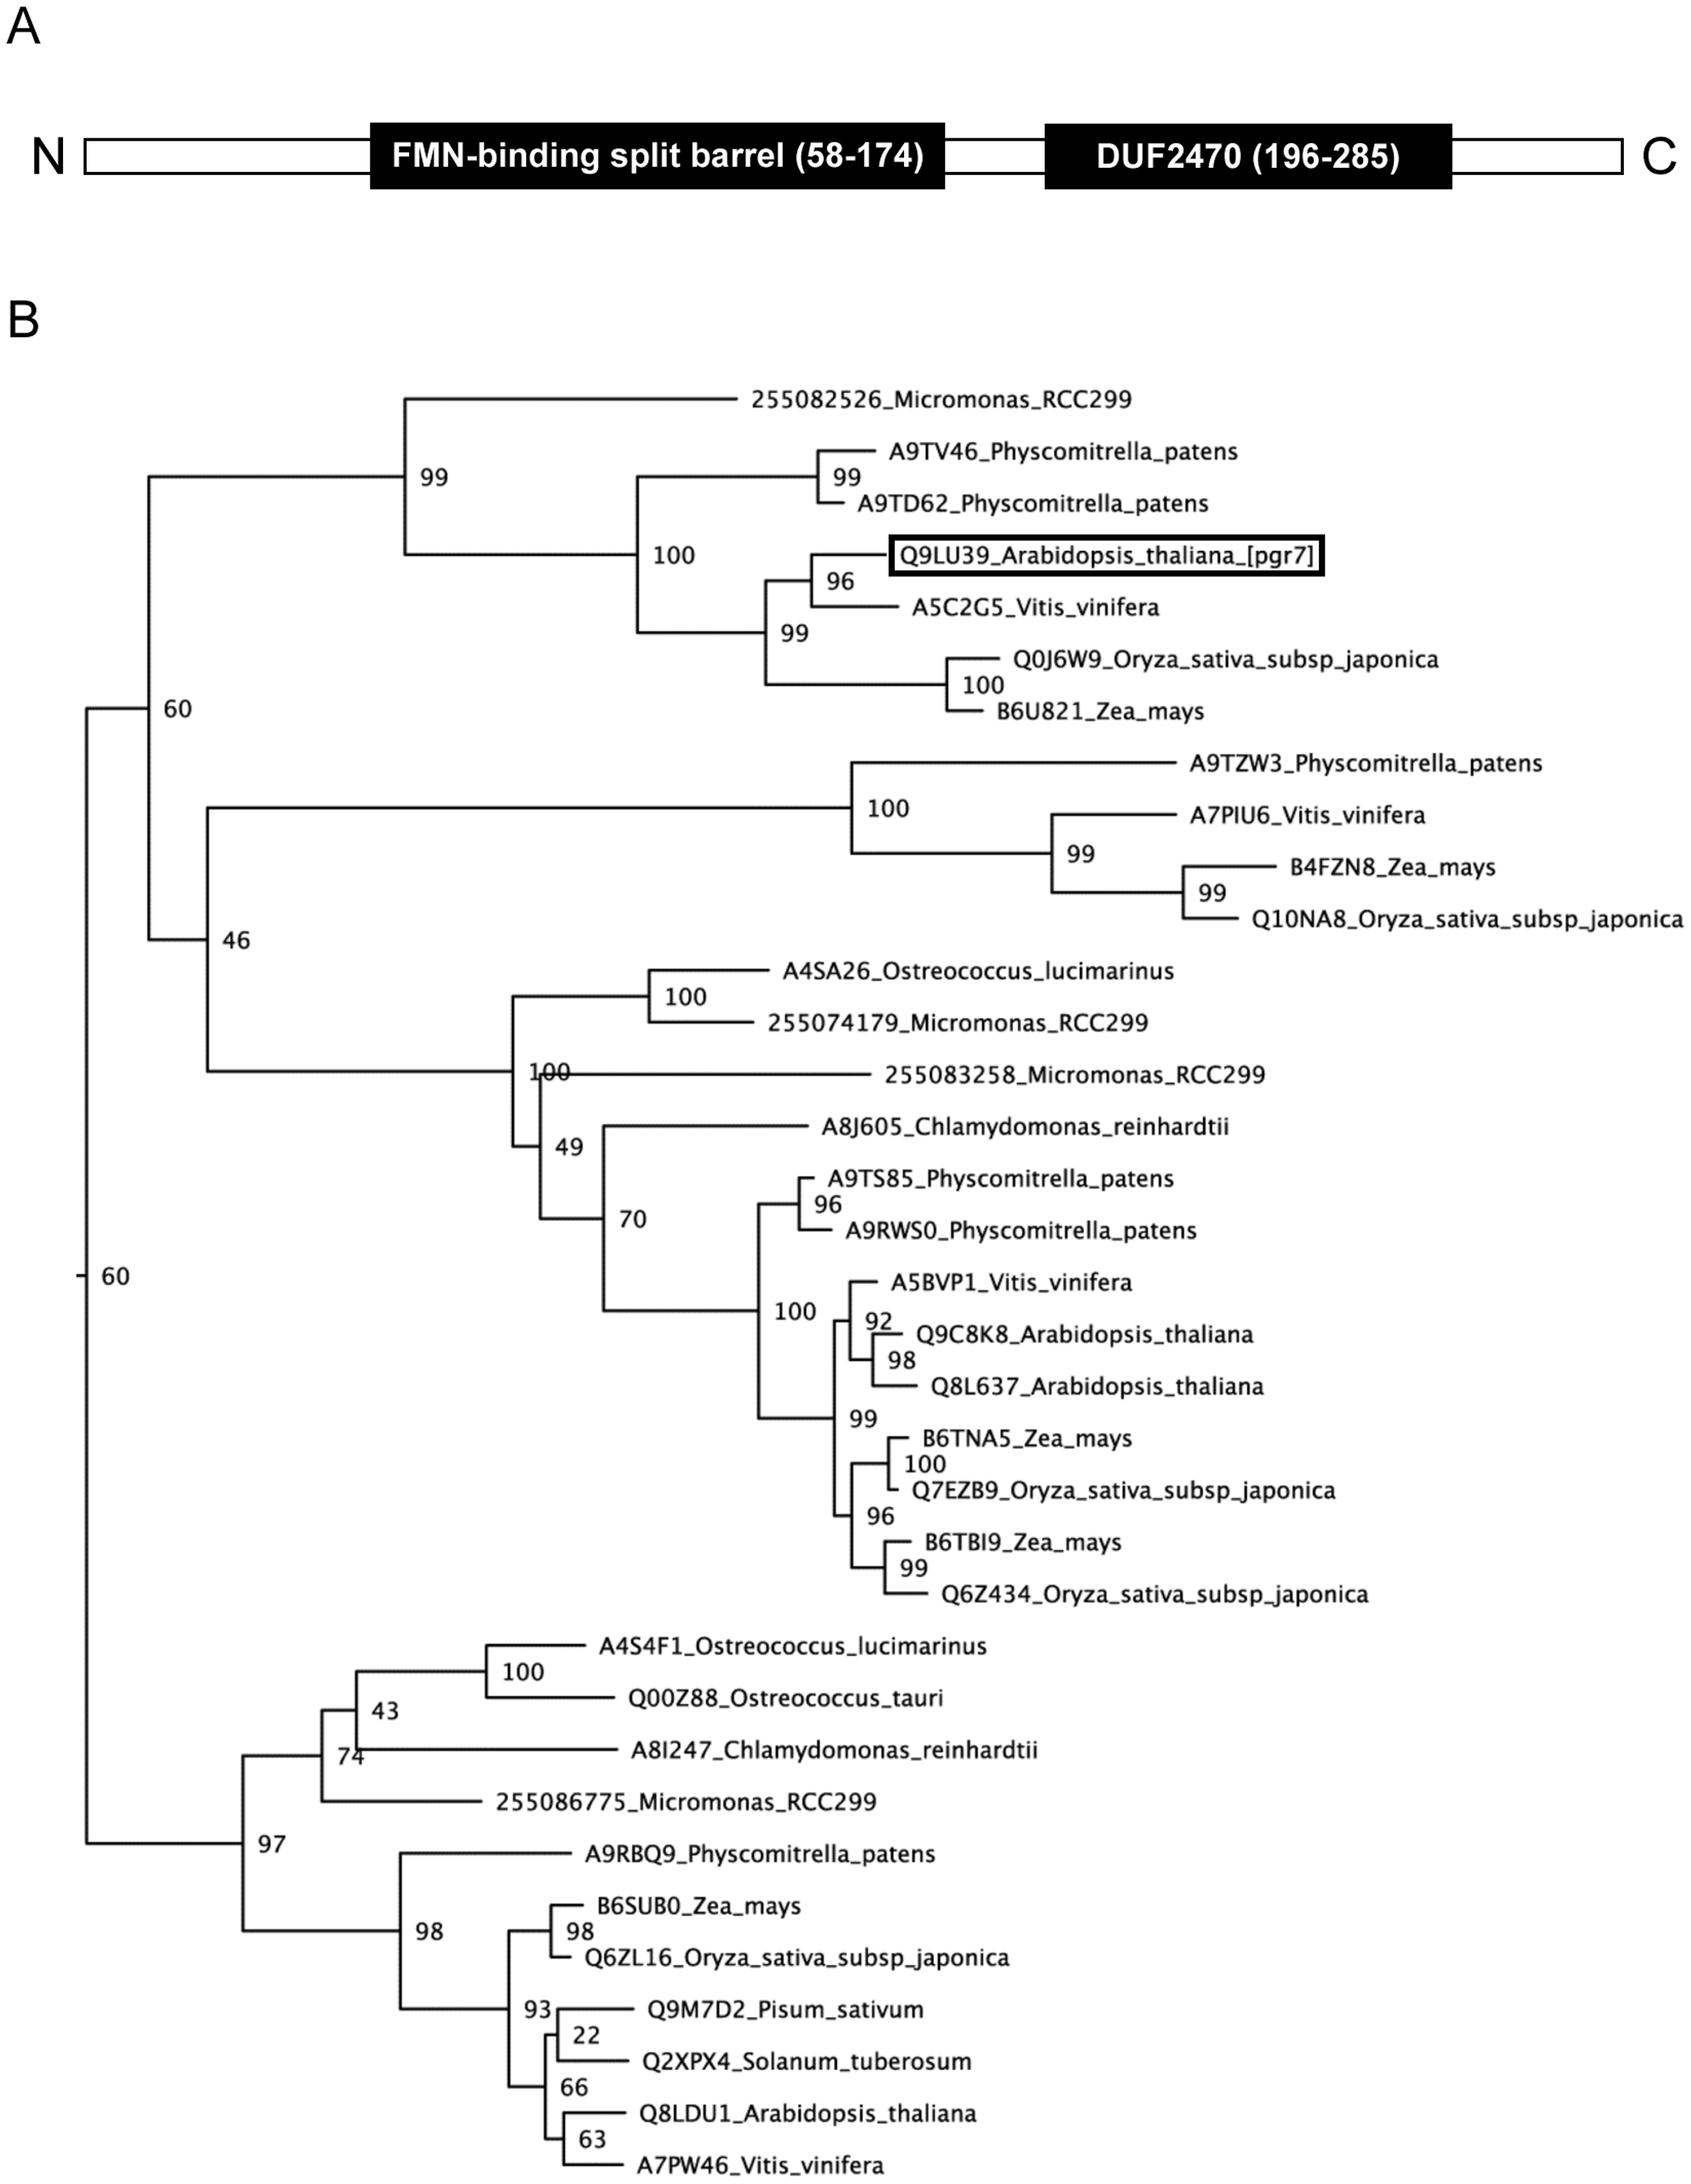 A
N FMN-binding split barrel (58-174) DUF2470 (196-285) C
B
255082526_Micromonas_RCC299
A9TV46_Physcomitrella_patens
99
99
A9TD62_Physcomitrella_patens
Q9LU39_Arabidopsis_thaliana_[pgr7]
100
96
A5C2G5_Vitis_vinifera
99
Q0J6W9_Oryza_sativa_subsp_japonica
100
B6U821_Zea_mays
60
A9TZW3_Physcomitrella_patens
100
A7PIU6_Vitis_vinifera
99
B4FZN8_Zea_mays
99
Q10NA8_Oryza_sativa_subsp_japonica
46
A4SA26_Ostreococcus_lucimarinus
100
255074179_Micromonas_RCC299
100
255083258_Micromonas_RCC299
A8J605_Chlamydomonas_reinhardtii
49
A9TS85_Physcomitrella_patens
96
70
A9RWS0_Physcomitrella_patens
60
A5BVP1_Vitis_vinifera
100
92
Q9C8K8_Arabidopsis_thaliana
98
Q8L637_Arabidopsis_thaliana
99
B6TNA5_Zea_mays
100
Q7EZB9_Oryza_sativa_subsp_japonica
96
B6TBI9_Zea_mays
99
Q6Z434_Oryza_sativa_subsp_japonica
A4S4F1_Ostreococcus_lucimarinus
100
Q00Z88_Ostreococcus_tauri
43
A8I247_Chlamydomonas_reinhardtii
74
255086775_Micromonas_RCC299
97
A9RBQ9_Physcomitrella_patens
B6SUB0_Zea_mays
98
98
Q6ZL16_Oryza_sativa_subsp_japonica
93
Q9M7D2_Pisum_sativum
22
Q2XPX4_Solanum_tuberosum
66
Q8LDU1_Arabidopsis_thaliana
63
A7PW46_Vitis_vinifera